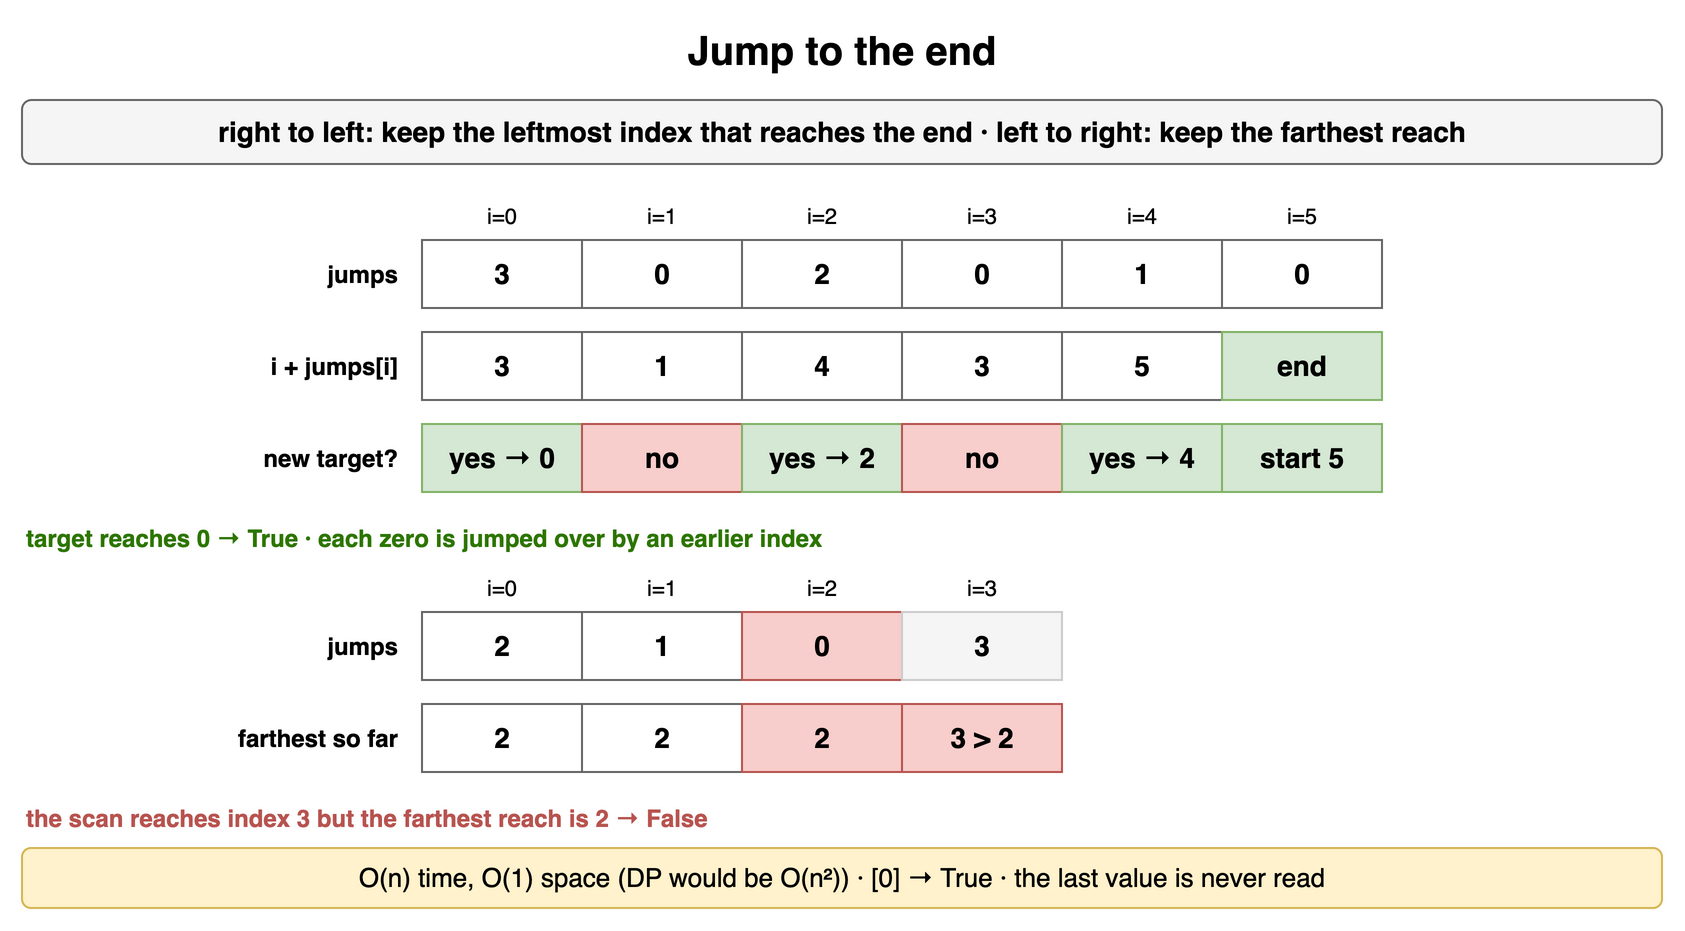 Jump to the end
right to left: keep the leftmost index that reaches the end · left to right: keep the farthest reach
i=0 i=1 i=2 i=3 i=4 i=5
jumps 3 0 2 0 1 0
i + jumps[i] 3 1 4 3 5 end
new target? yes → 0 no yes → 2 no yes → 4 start 5
target reaches 0 → True · each zero is jumped over by an earlier index
i=0 i=1 i=2 i=3
jumps 2 1 0 3
farthest so far 2 2 2 3 > 2
the scan reaches index 3 but the farthest reach is 2 → False
O(n) time, O(1) space (DP would be O(n²)) · [0] → True · the last value is never read